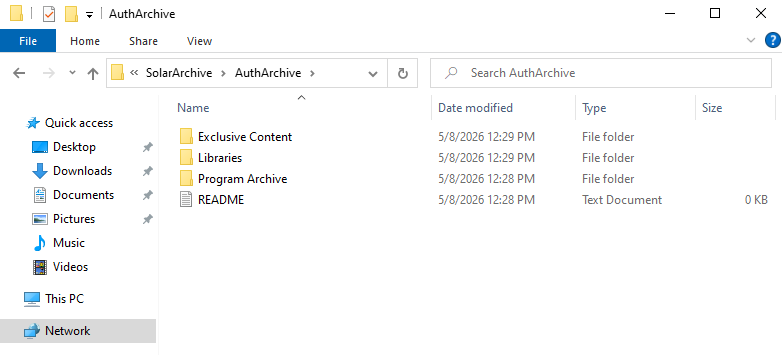 AuthArchive
File Home Share View
« SolarArchive > AuthArchive > Search AuthArchive
Name Date modified Type Size
Quick access
Desktop
Downloads
Documents
Pictures
Music
Videos
This PC
Network
Exclusive Content 5/8/2026 12:29 PM File folder
Libraries 5/8/2026 12:29 PM File folder
Program Archive 5/8/2026 12:28 PM File folder
README 5/8/2026 12:28 PM Text Document 0 KB